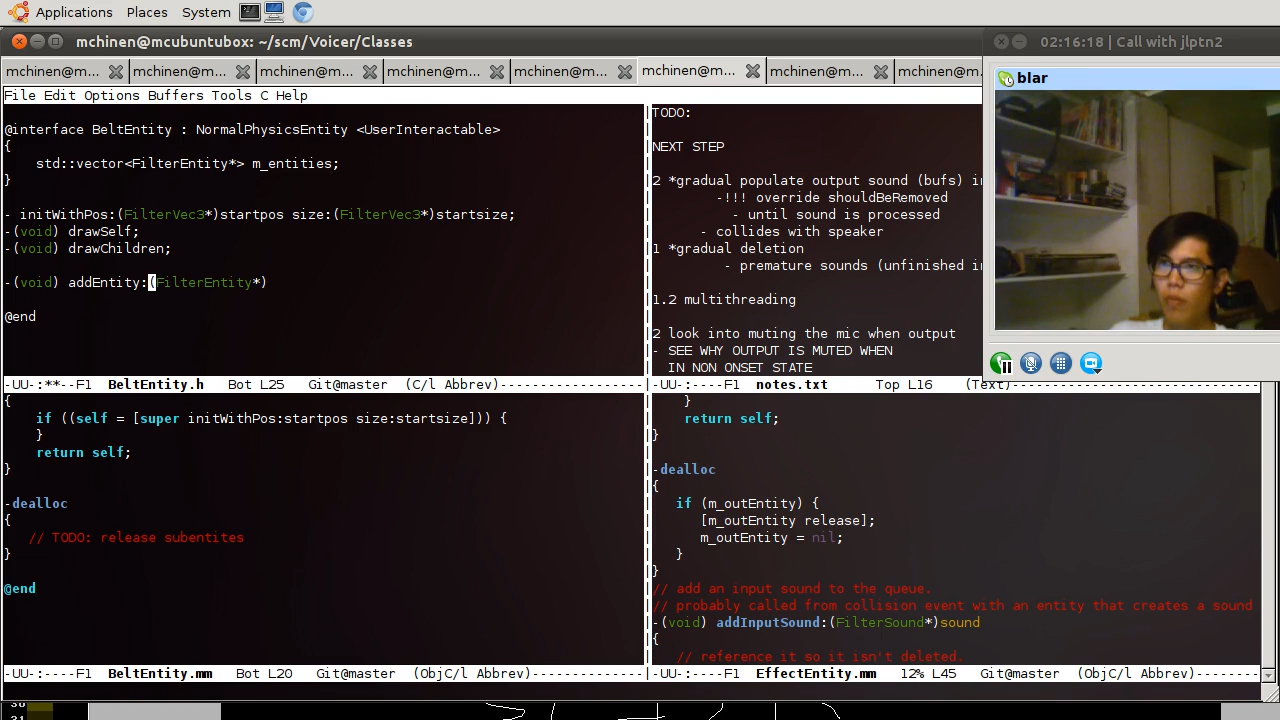 Applications Places System
mchinen@mcubuntubox: ~/scm/Voicer/Classes
02:16:18 | Call with jlptn2
mchinen@m... mchinen@m... mchinen@m... mchinen@m... mchinen@m... mchinen@m... mchinen@m... mchinen@m.
blar
File Edit Options Buffers Tools C Help
@interface BeltEntity : NormalPhysicsEntity <UserInteractable>
{
    std::vector<FilterEntity*> m_entities;
}
- initWithPos:(FilterVec3*)startpos size:(FilterVec3*)startsize;
-(void) drawSelf;
-(void) drawChildren;
-(void) addEntity:(FilterEntity*)
@end
-UU-:**--F1  BeltEntity.h   Bot L25   Git@master  (C/l Abbrev)------------------
TODO:
NEXT STEP
2 *gradual populate output sound (bufs) in
-!!! override shouldBeRemoved
- until sound is processed
- collides with speaker
1 *gradual deletion
- premature sounds (unfinished in
1.2 multithreading
2 look into muting the mic when output
- SEE WHY OUTPUT IS MUTED WHEN
IN NON ONSET STATE
-UU-:----F1  notes.txt      Top L16    (Text)---
{
    if ((self = [super initWithPos:startpos size:startsize])) {
    }
    return self;
}
-dealloc
{
   // TODO: release subentites
}
@end
-UU-:----F1  BeltEntity.mm   Bot L20   Git@master  (ObjC/l Abbrev)--------------
    }
    return self;
}
-dealloc
{
   if (m_outEntity) {
      [m_outEntity release];
      m_outEntity = nil;
   }
}
// add an input sound to the queue.
// probably called from collision event with an entity that creates a sound
-(void) addInputSound:(FilterSound*)sound
{
   // reference it so it isn't deleted.
-UU-:----F1  EffectEntity.mm   12% L45   Git@master  (ObjC/l Abbrev)--------
30
31